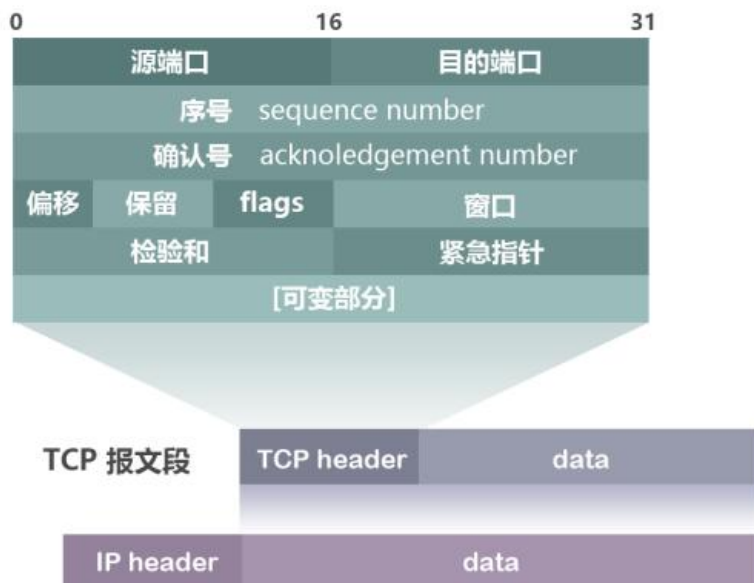 0 16 31
源端口 目的端口
序号 sequence number
确认号 acknoledgement number
偏移 保留 flags 窗口
检验和 紧急指针
[可变部分]
TCP 报文段 TCP header data
IP header data